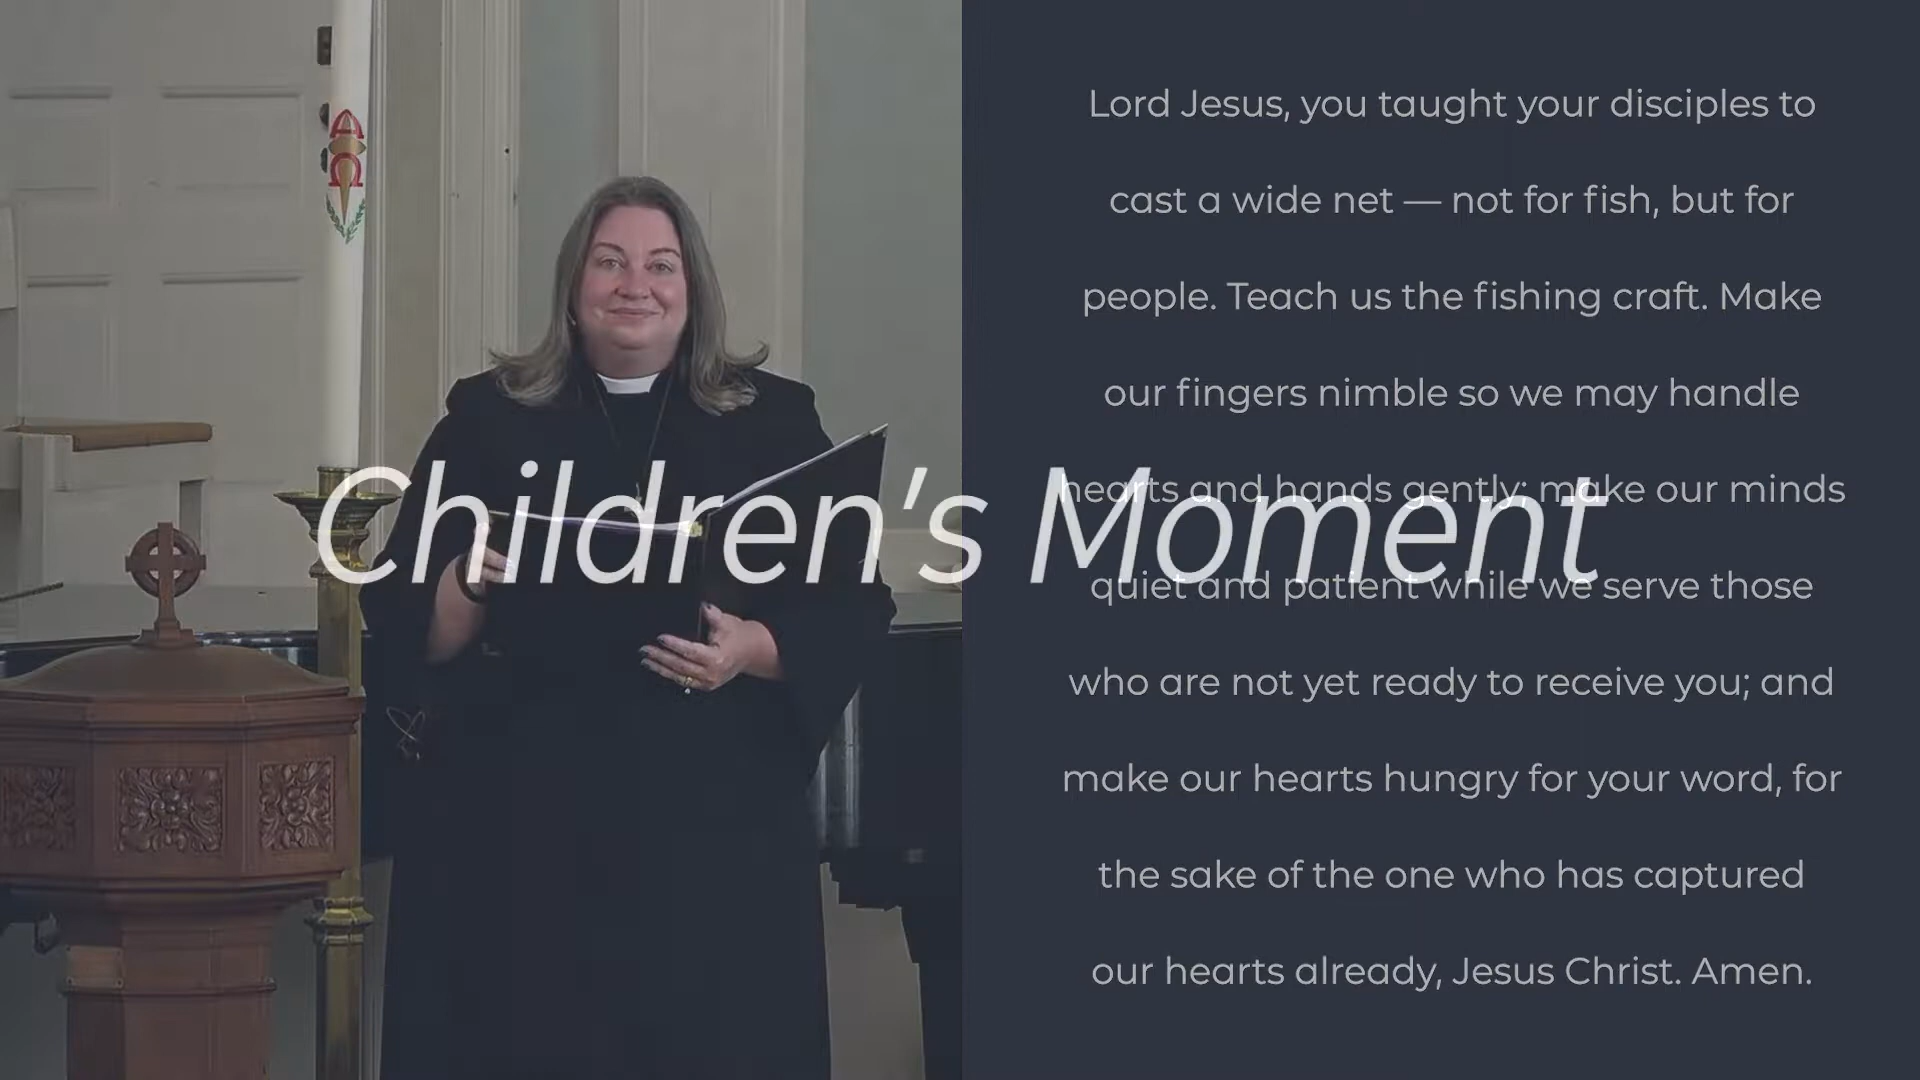 Lord Jesus, you taught your disciples to
cast a wide net — not for fish, but for
people. Teach us the fishing craft. Make
our fingers nimble so we may handle
hearts and hands gently; make our minds
quiet and patient while we serve those
who are not yet ready to receive you; and
make our hearts hungry for your word, for
the sake of the one who has captured
our hearts already, Jesus Christ. Amen.
Children's Moment